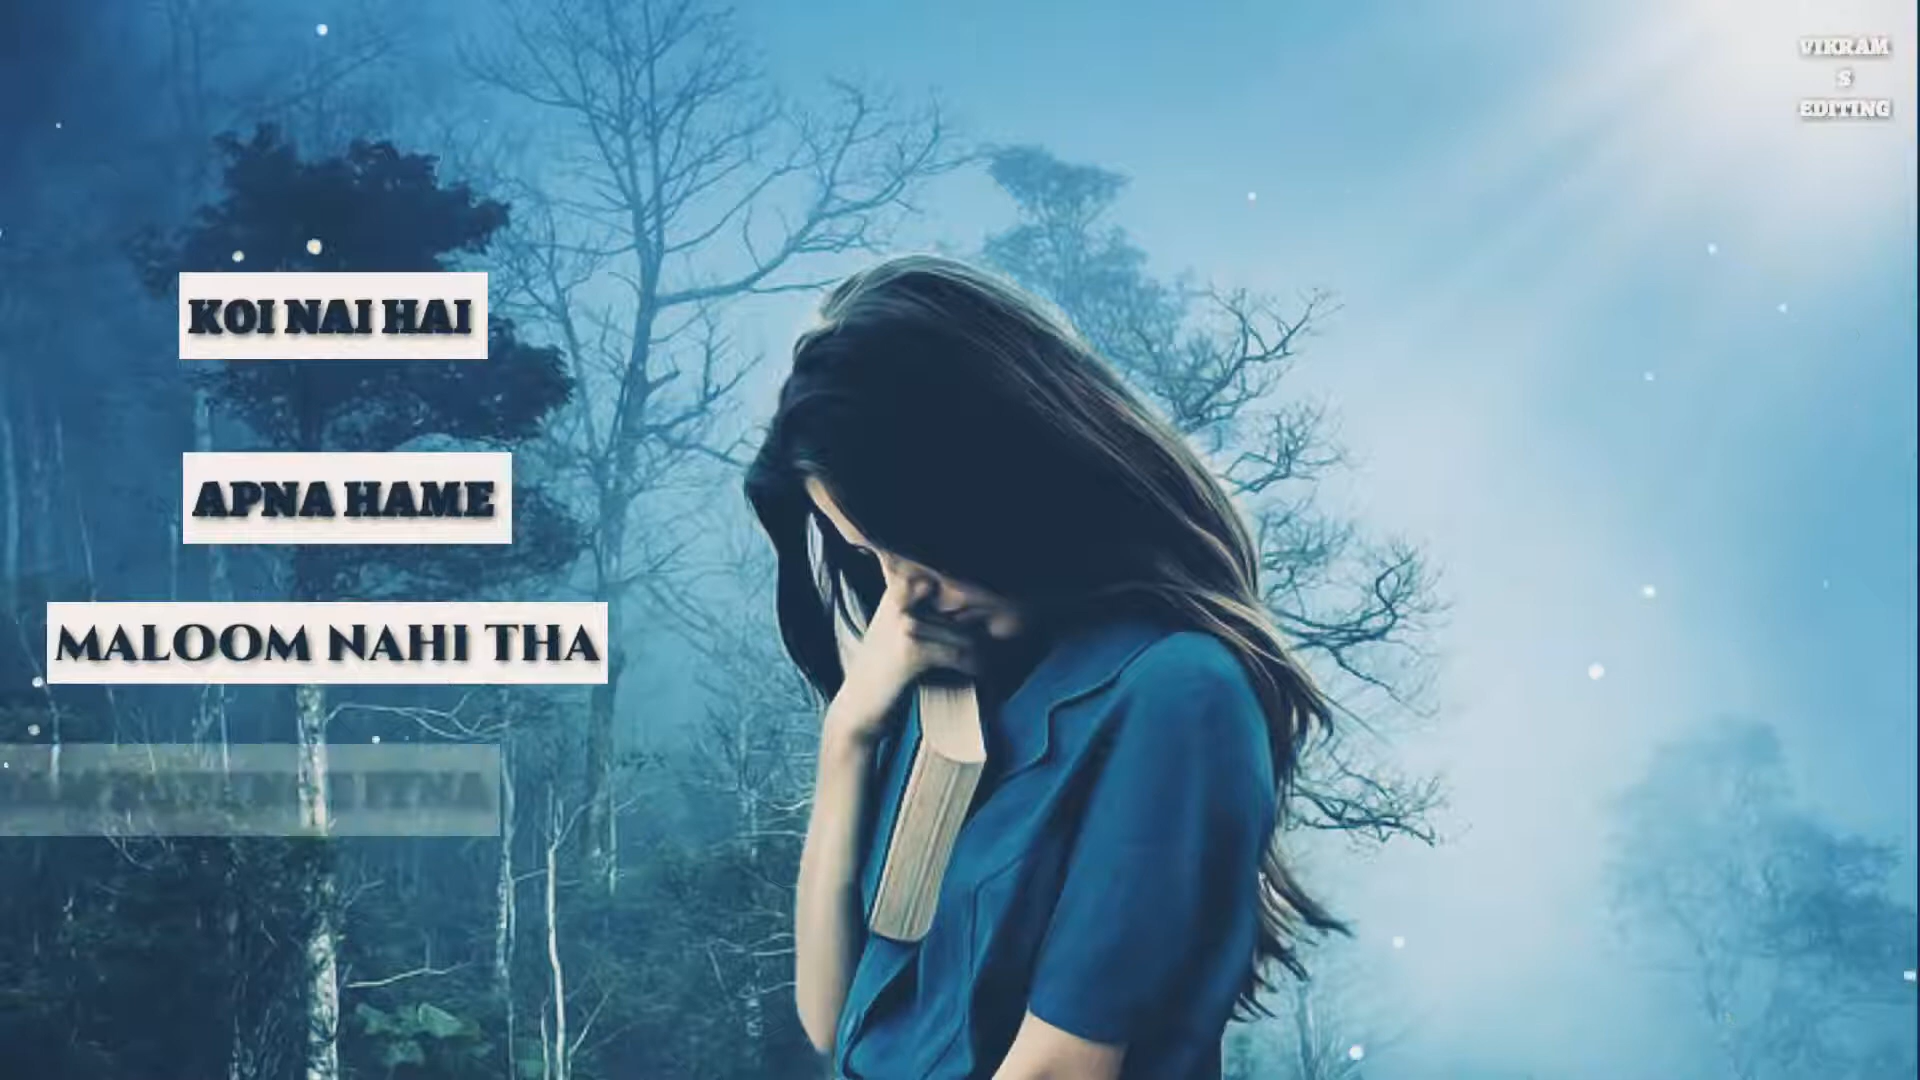 VIKRAM
S
EDITING
KOI NAI HAI
APNA HAME
MALOOM NAHI THA